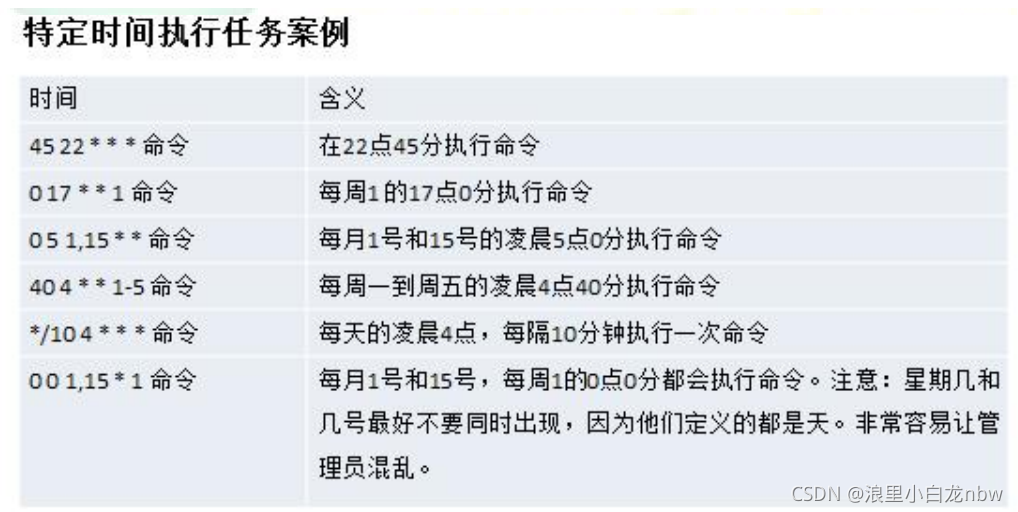 特定时间执行任务案例
时间 含义
45 22 * * * 命令 在22点45分执行命令
0 17 * * 1 命令 每周1 的17点0分执行命令
0 5 1,15 * * 命令 每月1号和15号的凌晨5点0分执行命令
40 4 * * 1-5 命令 每周一到周五的凌晨4点40分执行命令
*/10 4 * * * 命令 每天的凌晨4点，每隔10分钟执行一次命令
0 0 1,15 * 1 命令 每月1号和15号，每周1的0点0分都会执行命令。注意：星期几和
几号最好不要同时出现，因为他们定义的都是天。非常容易让管
理员混乱。
CSDN @浪里小白龙nbw